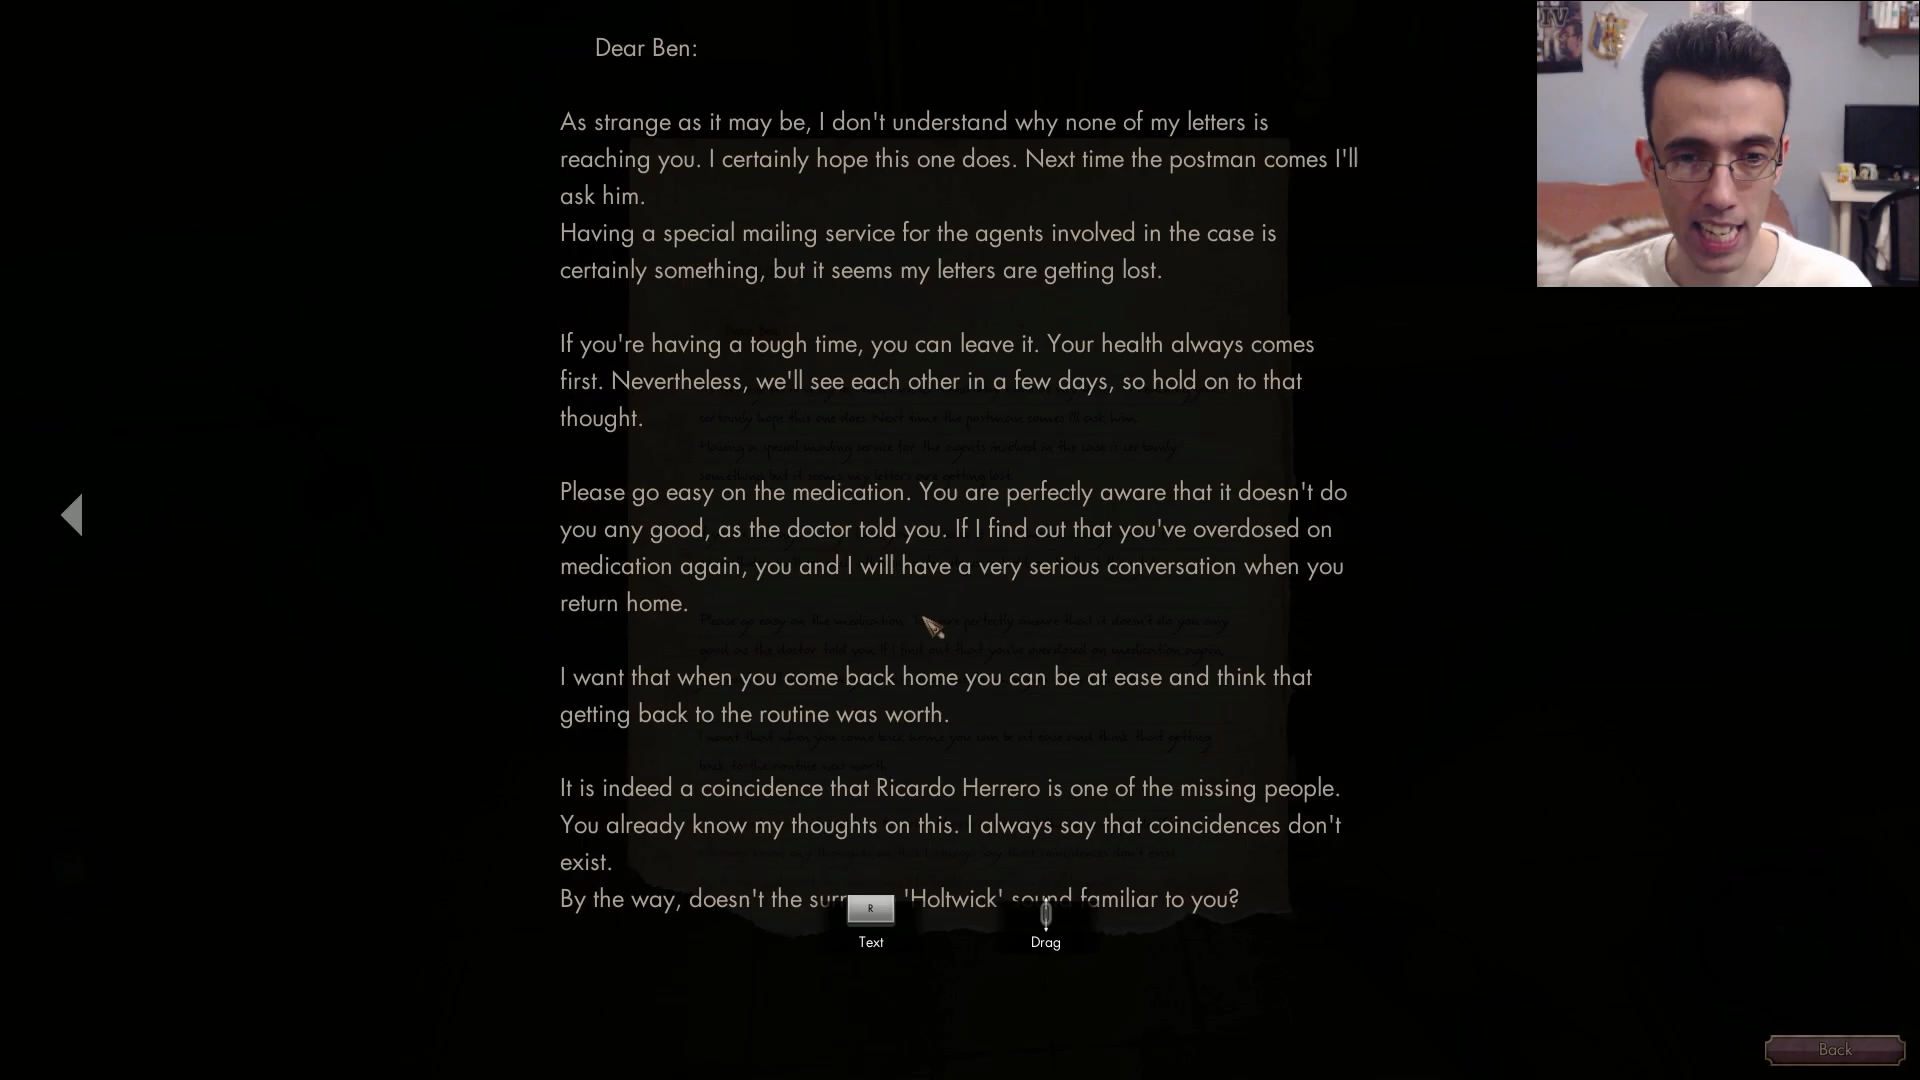 Dear Ben:
As strange as it may be, I don't understand why none of my letters is
reaching you. I certainly hope this one does. Next time the postman comes I'll
ask him.
Having a special mailing service for the agents involved in the case is
certainly something, but it seems my letters are getting lost.
If you're having a tough time, you can leave it. Your health always comes
first. Nevertheless, we'll see each other in a few days, so hold on to that
thought.
Please go easy on the medication. You are perfectly aware that it doesn't do
you any good, as the doctor told you. If I find out that you've overdosed on
medication again, you and I will have a very serious conversation when you
return home.
I want that when you come back home you can be at ease and think that
getting back to the routine was worth.
It is indeed a coincidence that Ricardo Herrero is one of the missing people.
You already know my thoughts on this. I always say that coincidences don't
exist.
By the way, doesn't the 'Holtwick' sound familiar to you?
R
Text
Drag
Back